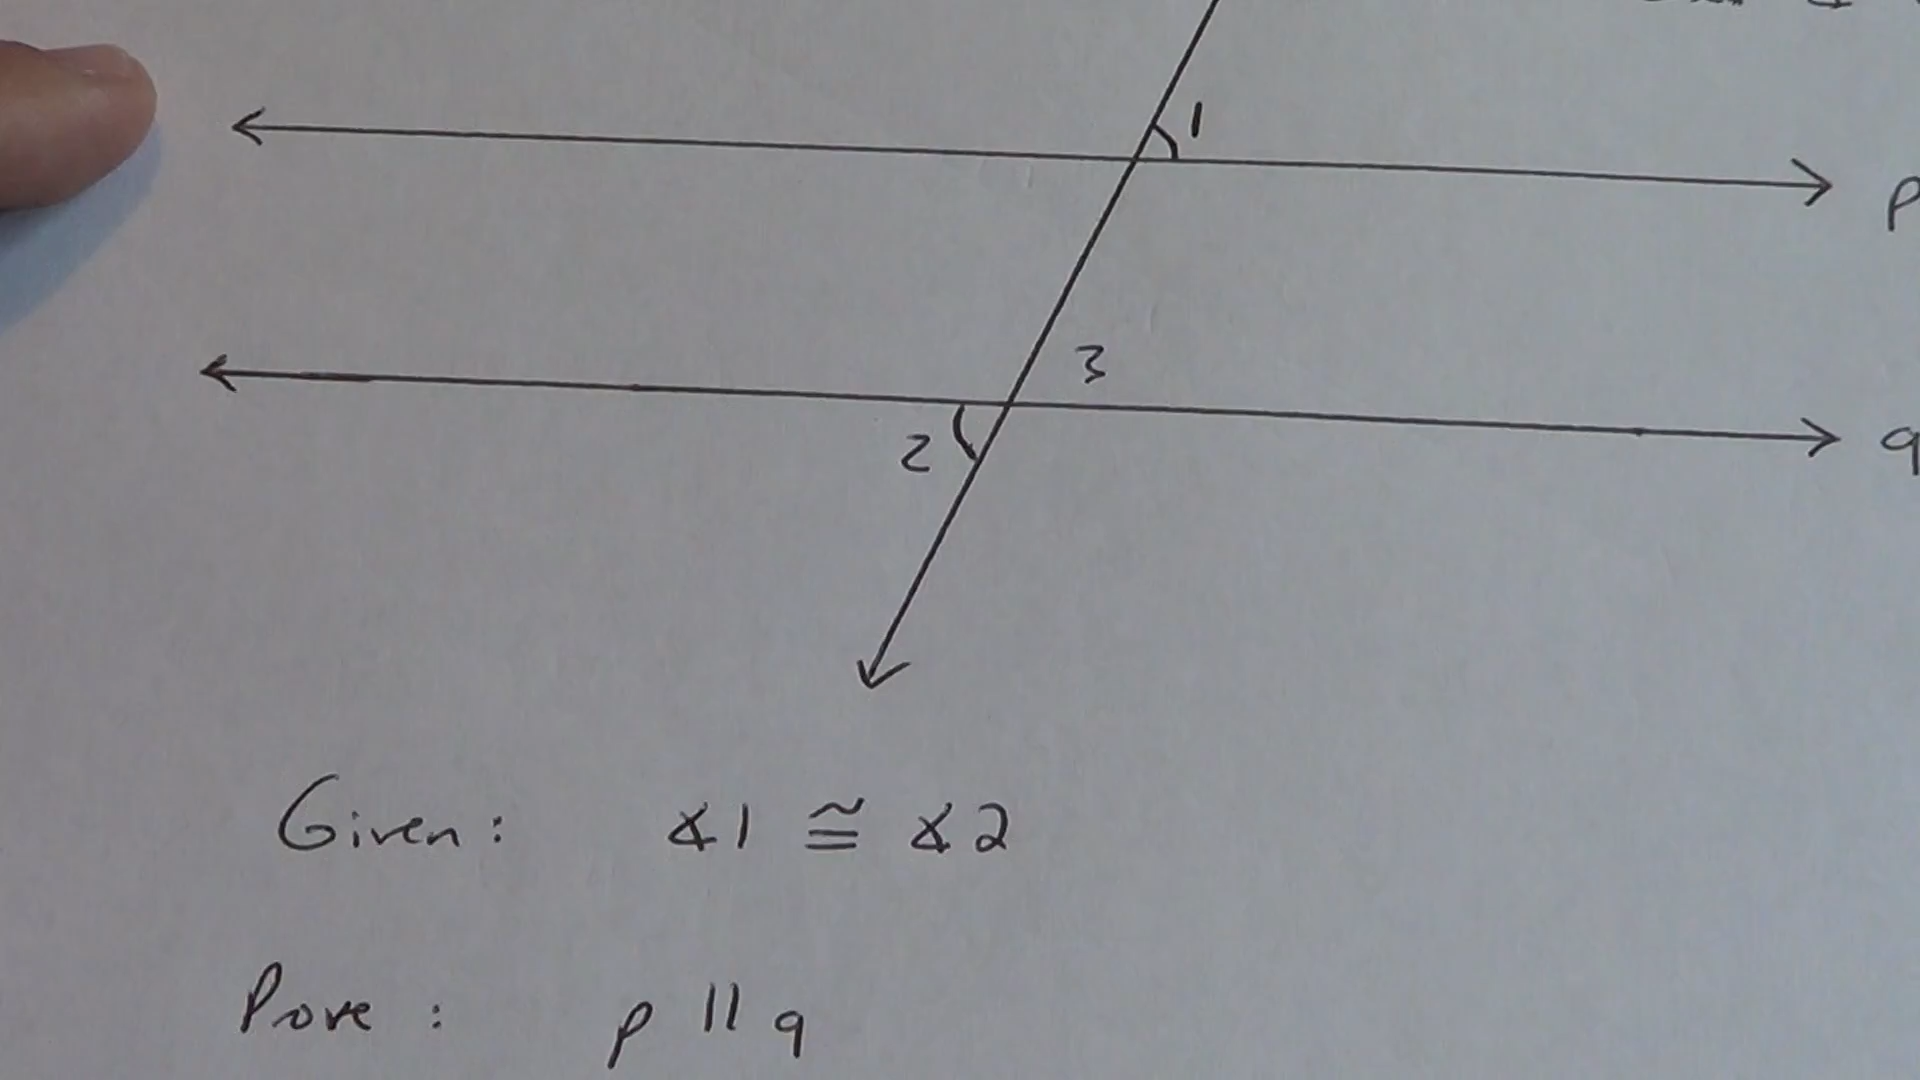 1
p
3
2
q
Given: ∡1 ≅ ∡2
Prove: p || q